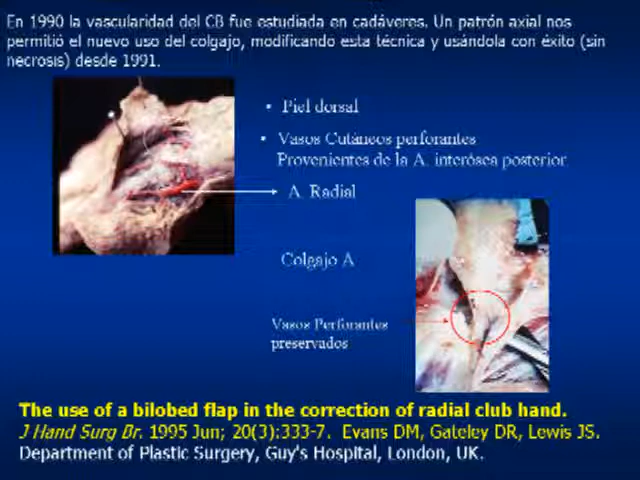 En 1990 la vascularidad del CB fue estudiada en cadáveres. Un patrón axial nos
permitió el nuevo uso del colgajo, modificando esta técnica y usándola con éxito (sin
necrosis) desde 1991.
• Piel dorsal
• Vasos Cutáneos perforantes
Provenientes de la A. interósea posterior
A. Radial
Colgajo A
Vasos Perforantes
preservados
The use of a bilobed flap in the correction of radial club hand.
J Hand Surg Br. 1995 Jun; 20(3):333-7. Evans DM, Gateley DR, Lewis JS.
Department of Plastic Surgery, Guy's Hospital, London, UK.